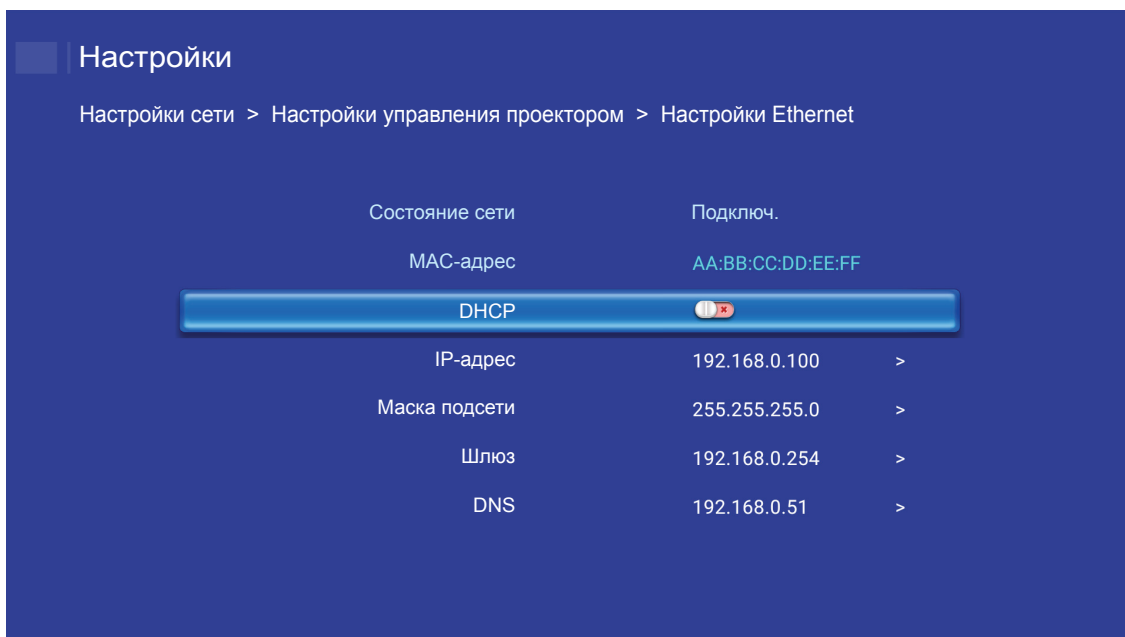 Настройки
Настройки сети > Настройки управления проектором > Настройки Ethernet
Состояние сети Подключ.
MAC-адрес AA:BB:CC:DD:EE:FF
DHCP
IP-адрес 192.168.0.100 >
Маска подсети 255.255.255.0 >
Шлюз 192.168.0.254 >
DNS 192.168.0.51 >